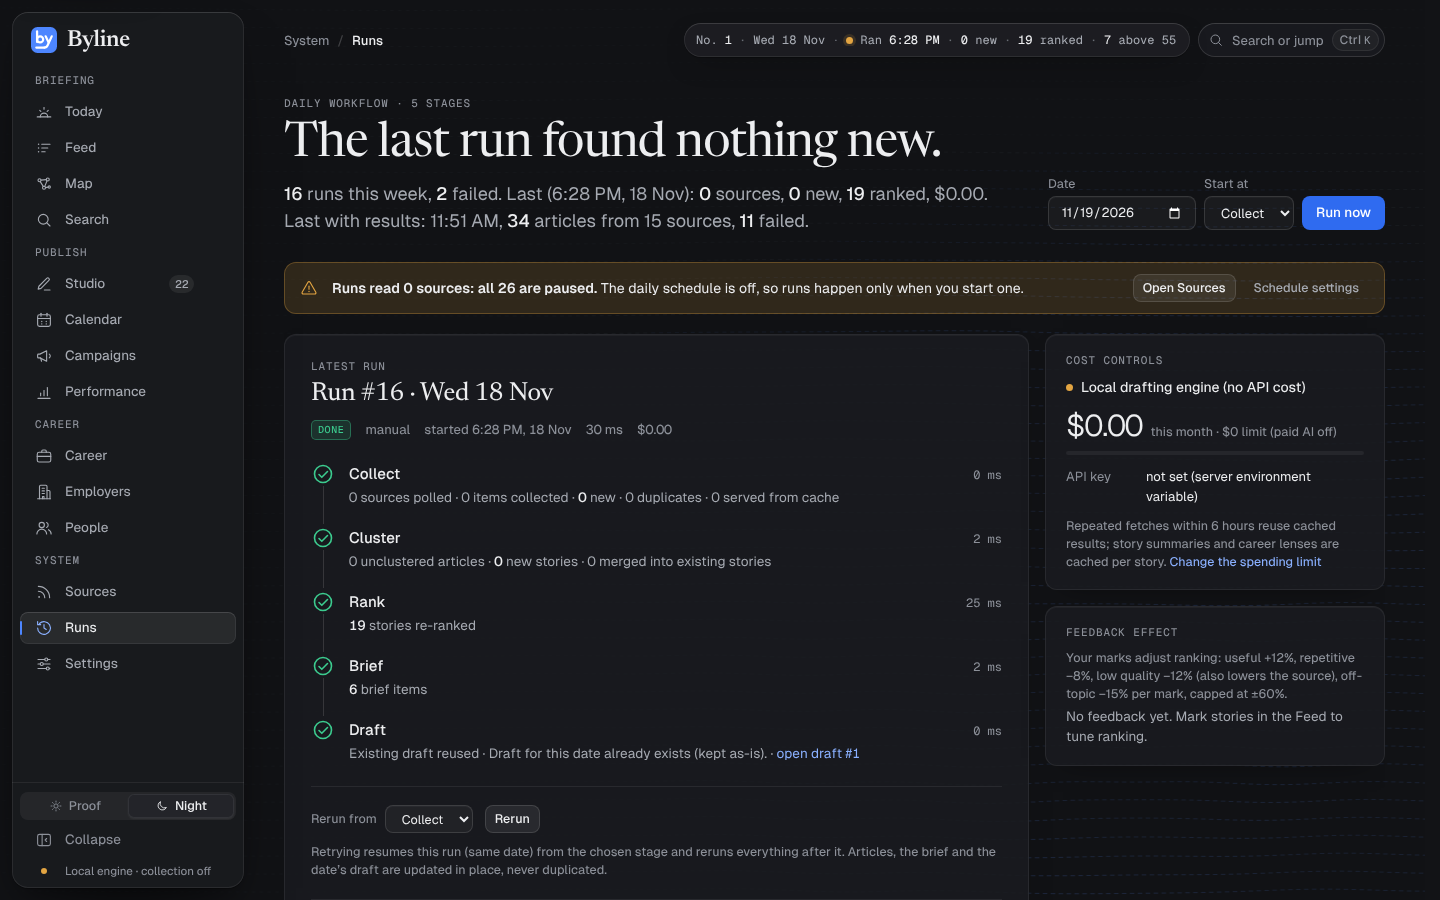 by Byline
BRIEFING
Today
Feed
Map
Search
PUBLISH
Studio 22
Calendar
Campaigns
Performance
CAREER
Career
Employers
People
SYSTEM
Sources
Runs
Settings
Proof Night
Collapse
Local engine · collection off
System / Runs
No. 1 · Wed 18 Nov · Ran 6:28 PM · 0 new · 19 ranked · 7 above 55
Search or jump Ctrl K
DAILY WORKFLOW · 5 STAGES
The last run found nothing new.
16 runs this week, 2 failed. Last (6:28 PM, 18 Nov): 0 sources, 0 new, 19 ranked, $0.00.
Last with results: 11:51 AM, 34 articles from 15 sources, 11 failed.
Date Start at
11/19/2026 Collect Run now
Runs read 0 sources: all 26 are paused. The daily schedule is off, so runs happen only when you start one.
Open Sources Schedule settings
LATEST RUN
Run #16 · Wed 18 Nov
DONE manual started 6:28 PM, 18 Nov 30 ms $0.00
Collect 0 ms
0 sources polled · 0 items collected · 0 new · 0 duplicates · 0 served from cache
Cluster 2 ms
0 unclustered articles · 0 new stories · 0 merged into existing stories
Rank 25 ms
19 stories re-ranked
Brief 2 ms
6 brief items
Draft 0 ms
Existing draft reused · Draft for this date already exists (kept as-is). · open draft #1
Rerun from Collect Rerun
Retrying resumes this run (same date) from the chosen stage and reruns everything after it. Articles, the brief and the
date's draft are updated in place, never duplicated.
COST CONTROLS
Local drafting engine (no API cost)
$0.00 this month · $0 limit (paid AI off)
API key not set (server environment
variable)
Repeated fetches within 6 hours reuse cached
results; story summaries and career lenses are
cached per story. Change the spending limit
FEEDBACK EFFECT
Your marks adjust ranking: useful +12%, repetitive
−8%, low quality −12% (also lowers the source), off-
topic −15% per mark, capped at ±60%.
No feedback yet. Mark stories in the Feed to
tune ranking.